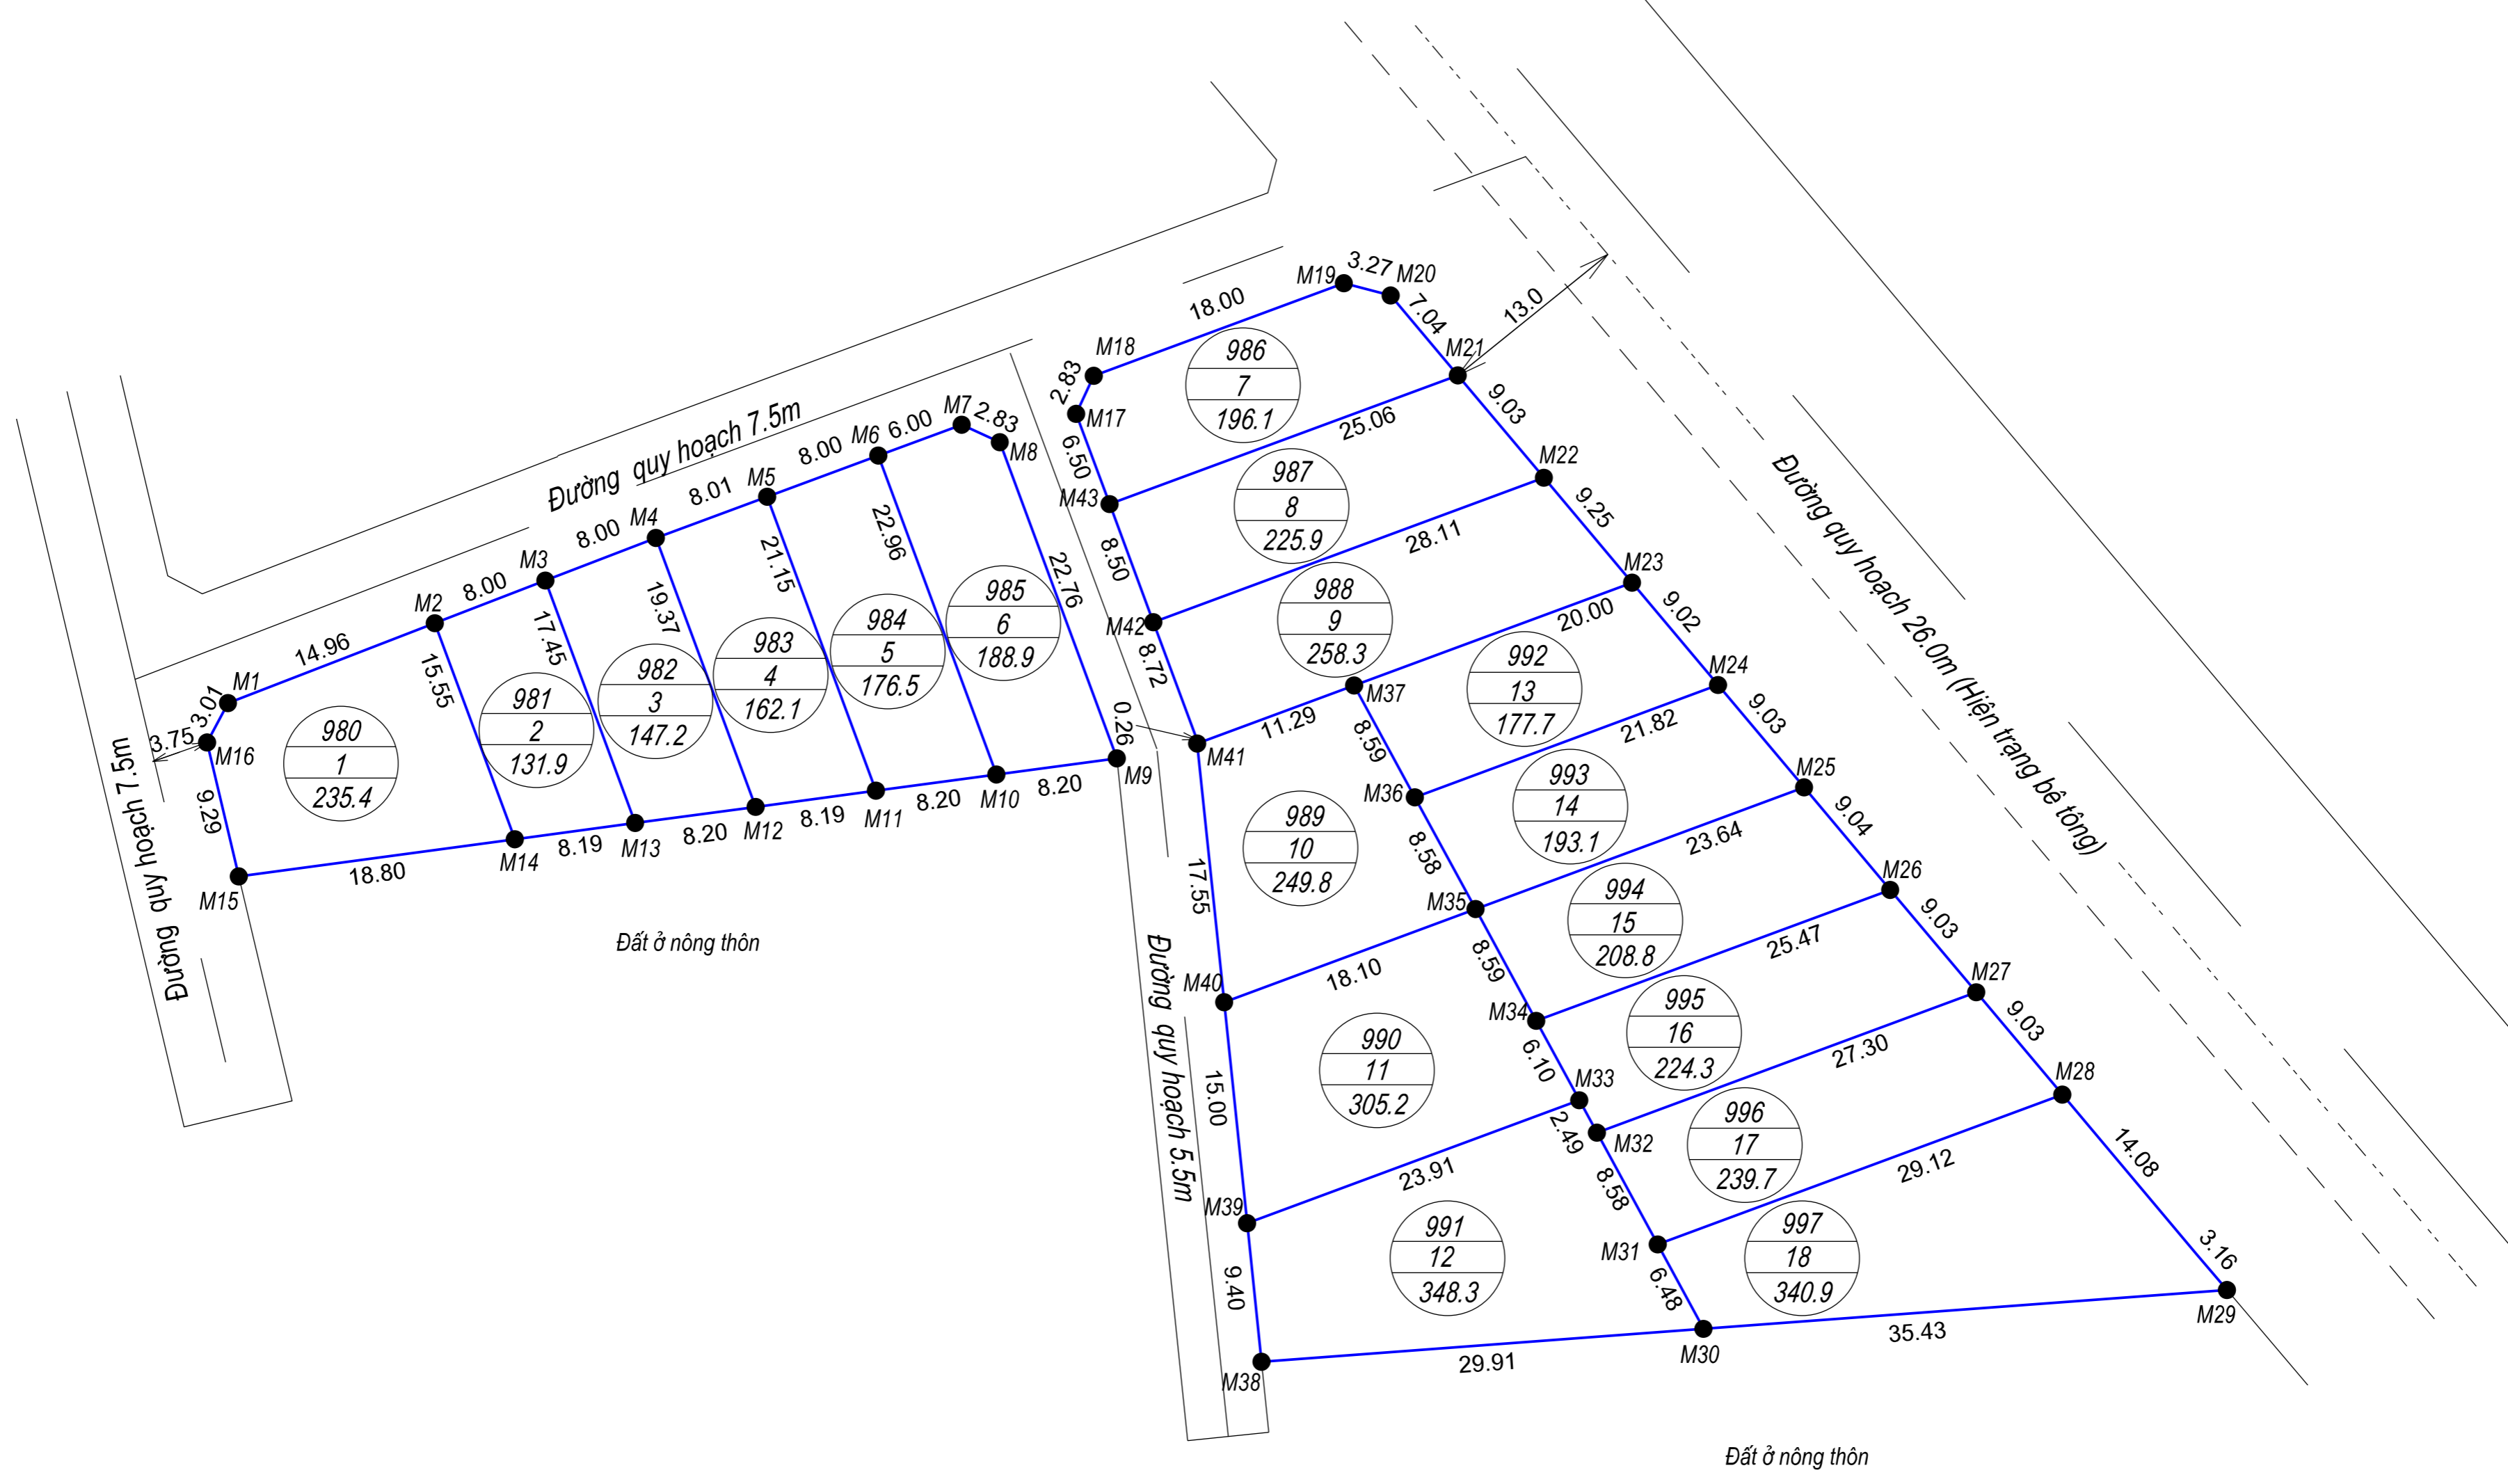 M19
3.27
M20
18.00
7.04
13.0
M18
M21
2.83
986
7
196.1
M17
9.03
M7
2.83
6.00
M6
M8
6.50
25.06
Đường quy hoạch 7.5m
8.00
M5
M43
987
8
225.9
M22
8.01
22.96
8.50
28.11
9.25
Đường quy hoạch 26.0m (Hiện trạng bê tông)
M4
8.00
21.15
22.76
M23
M3
988
9
258.3
20.00
9.02
8.00
19.37
985
6
188.9
M42
M2
17.45
984
5
176.5
8.72
14.96
15.55
983
4
162.1
992
13
177.7
M24
M1
3.01
982
3
147.2
M37
11.29
9.03
981
2
131.9
0.26
M41
8.59
21.82
3.75
M16
980
1
235.4
M9
M25
Đường quy hoạch 7.5m
9.29
8.20
M10
8.20
M11
8.19
M12
8.20
M13
8.19
M14
18.80
M15
M36
993
14
193.1
989
10
249.8
9.04
8.58
23.64
17.55
M26
M35
994
15
208.8
9.03
Đất ở nông thôn
Đường quy hoạch 5.5m
8.59
25.47
18.10
M40
M27
M34
995
16
224.3
9.03
990
11
305.2
6.10
27.30
15.00
M33
M28
2.49
M32
996
17
239.7
14.08
23.91
8.58
29.12
M39
991
12
348.3
M31
997
18
340.9
3.16
9.40
6.48
M29
35.43
M30
29.91
M38
Đất ở nông thôn